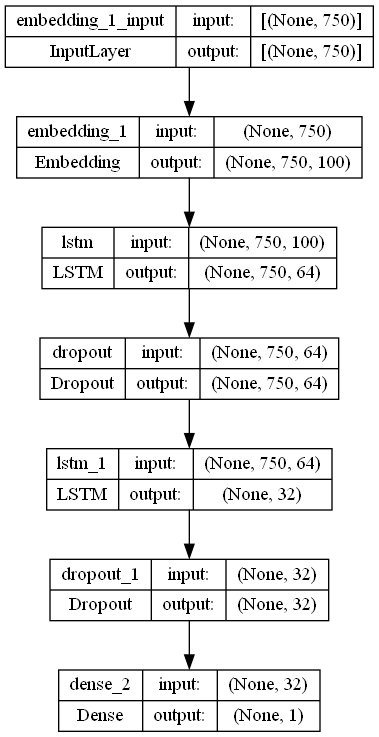 embedding_1_input input: [(None, 750)]
InputLayer output: [(None, 750)]
embedding_1 input: (None, 750)
Embedding output: (None, 750, 100)
lstm input: (None, 750, 100)
LSTM output: (None, 750, 64)
dropout input: (None, 750, 64)
Dropout output: (None, 750, 64)
lstm_1 input: (None, 750, 64)
LSTM output: (None, 32)
dropout_1 input: (None, 32)
Dropout output: (None, 32)
dense_2 input: (None, 32)
Dense output: (None, 1)